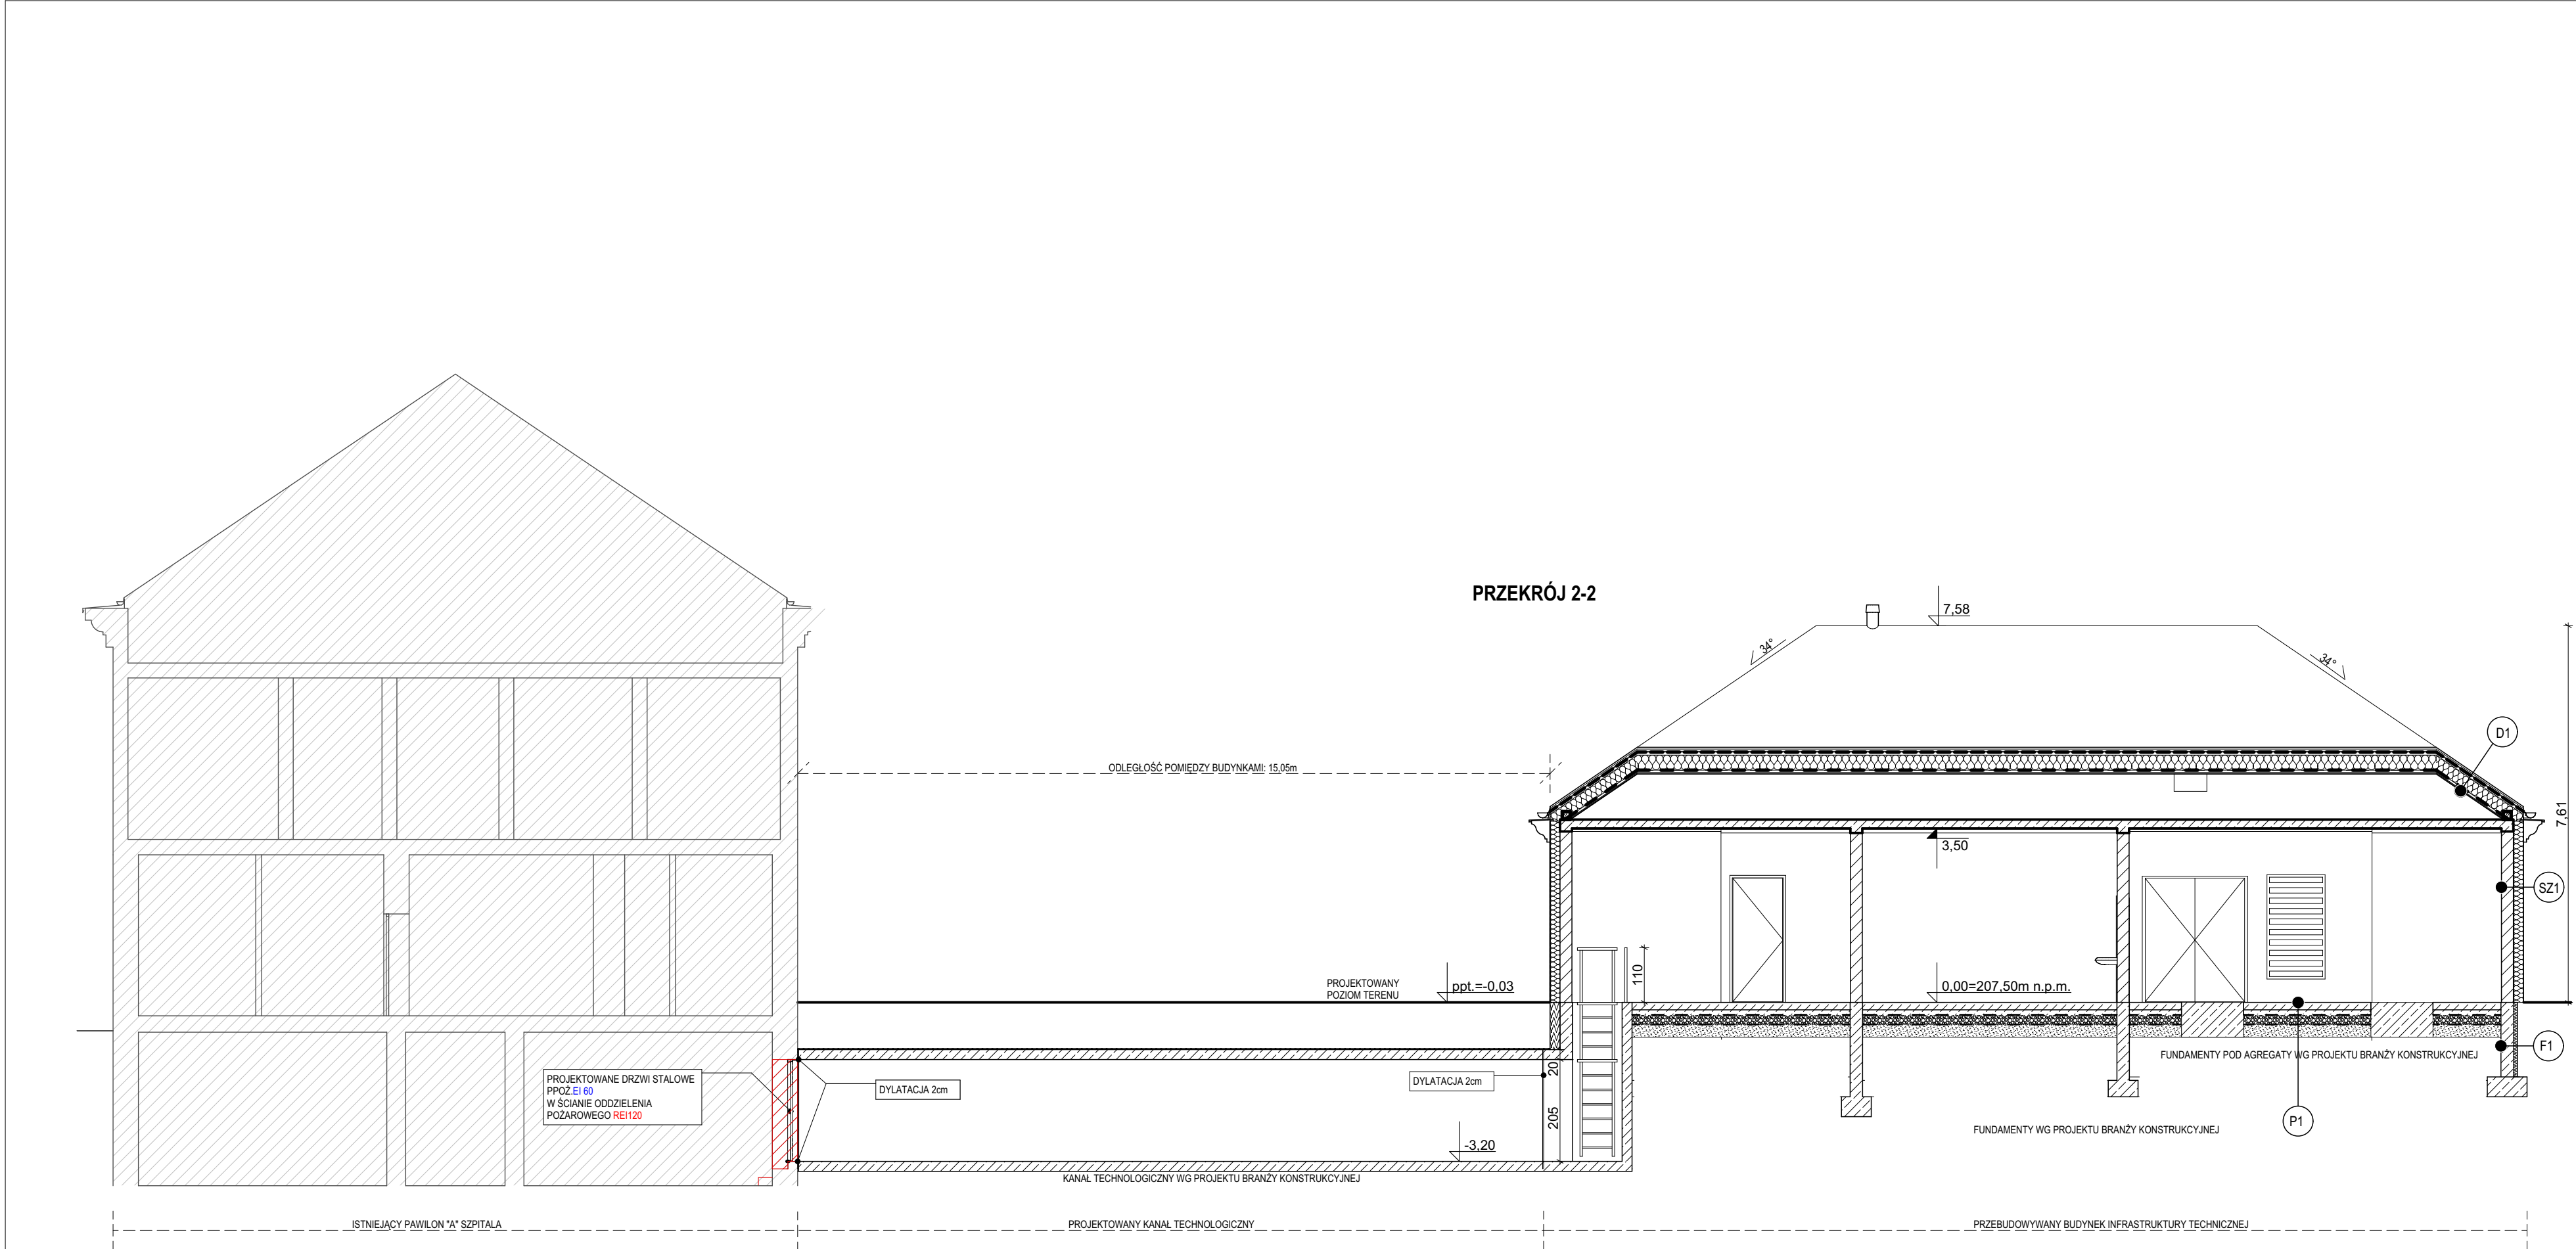 PRZEKRÓJ 2-2
7,58
34°
34°
D1
ODLEGŁOŚĆ POMIĘDZY BUDYNKAMI: 15,05m
7,61
3,50
SZ1
110
PROJEKTOWANY
POZIOM TERENU
ppt.=-0,03
0,00=207,50m n.p.m.
F1
FUNDAMENTY POD AGREGATY WG PROJEKTU BRANŻY KONSTRUKCYJNEJ
PROJEKTOWANE DRZWI STALOWE
PPOŻ.EI 60
W ŚCIANIE ODDZIELENIA
POŻAROWEGO REI120
DYLATACJA 2cm
DYLATACJA 2cm
20
205
P1
FUNDAMENTY WG PROJEKTU BRANŻY KONSTRUKCYJNEJ
-3,20
KANAŁ TECHNOLOGICZNY WG PROJEKTU BRANŻY KONSTRUKCYJNEJ
ISTNIEJĄCY PAWILON "A" SZPITALA
PROJEKTOWANY KANAŁ TECHNOLOGICZNY
PRZEBUDOWYWANY BUDYNEK INFRASTRUKTURY TECHNICZNEJ